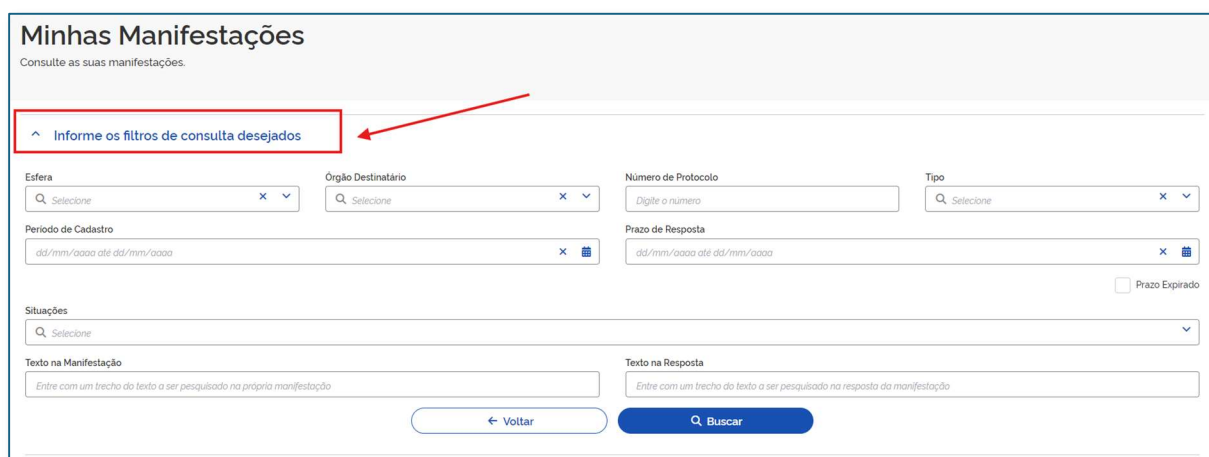 Minhas Manifestações
Consulte as suas manifestações.
Informe os filtros de consulta desejados
Esfera Órgão Destinatário Número de Protocolo Tipo
Selecione Selecione Digite o número Selecione
Período de Cadastro Prazo de Resposta
dd/mm/aaaa até dd/mm/aaaa dd/mm/aaaa até dd/mm/aaaa
Prazo Expirado
Situações
Selecione
Texto na Manifestação Texto na Resposta
Entre com um trecho do texto a ser pesquisado na própria manifestação Entre com um trecho do texto a ser pesquisado na resposta da manifestação
Voltar Buscar